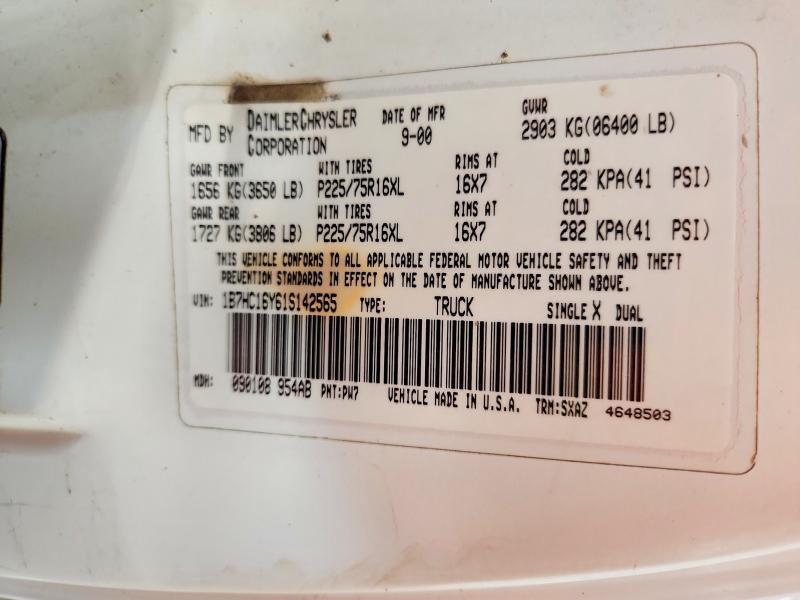 MFD BY DAIMLERCHRYSLER CORPORATION DATE OF MFR 9-00 GVWR 2903 KG(06400 LB)
GAWR FRONT WITH TIRES RIMS AT COLD
1656 KG(3650 LB) P225/75R16XL 16X7 282 KPA(41 PSI)
GAWR REAR WITH TIRES RIMS AT COLD
1727 KG(3806 LB) P225/75R16XL 16X7 282 KPA(41 PSI)
THIS VEHICLE CONFORMS TO ALL APPLICABLE FEDERAL MOTOR VEHICLE SAFETY AND THEFT
PREVENTION STANDARDS IN EFFECT ON THE DATE OF MANUFACTURE SHOWN ABOVE.
VIN: 1B7HC16Y61S142565 TYPE: TRUCK SINGLE X DUAL
MDH: 090108 954AB PNT:PW7 VEHICLE MADE IN U.S.A. TRM:SXAZ 4648503